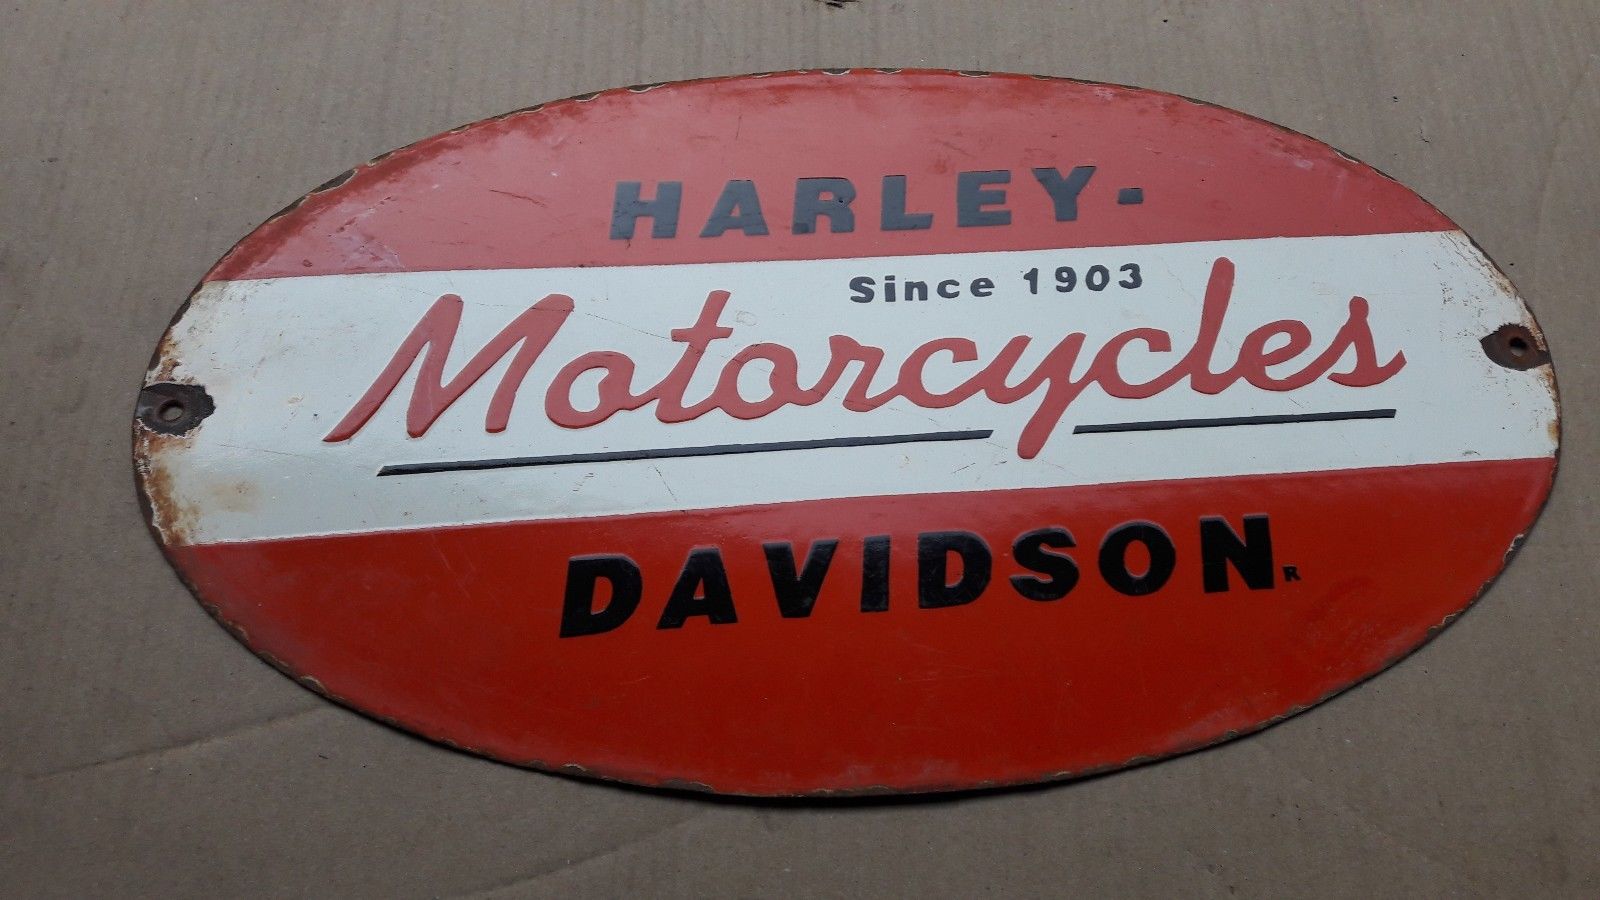 HARLEY-
Since 1903
Motorcycles
DAVIDSON R